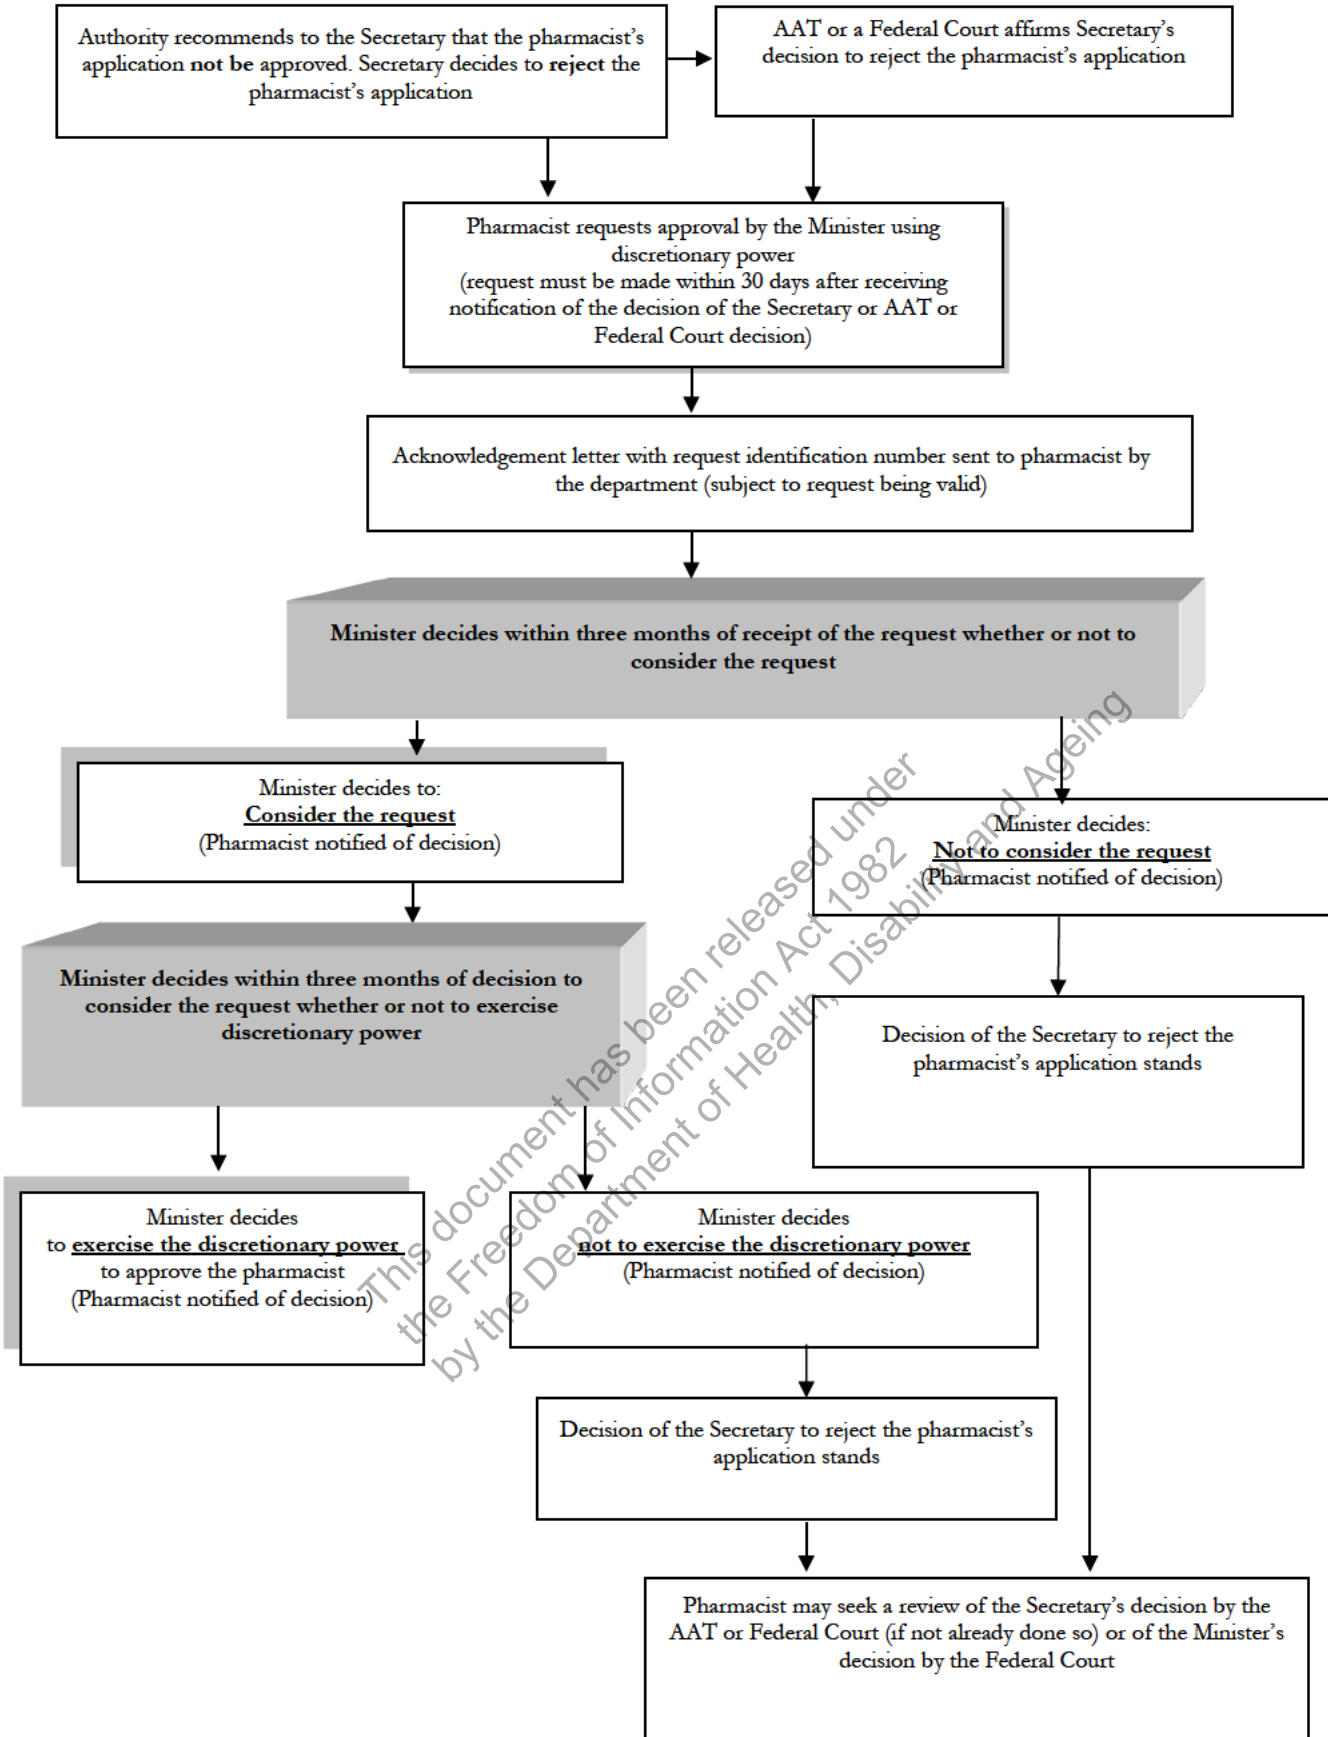 Authority recommends to the Secretary that the pharmacist's
application not be approved. Secretary decides to reject the
pharmacist's application
AAT or a Federal Court affirms Secretary's
decision to reject the pharmacist's application
Pharmacist requests approval by the Minister using
discretionary power
(request must be made within 30 days after receiving
notification of the decision of the Secretary or AAT or
Federal Court decision)
Acknowledgement letter with request identification number sent to pharmacist by
the department (subject to request being valid)
Minister decides within three months of receipt of the request whether or not to
consider the request
Minister decides to:
Consider the request
(Pharmacist notified of decision)
Minister decides:
Not to consider the request
(Pharmacist notified of decision)
Minister decides within three months of decision to
consider the request whether or not to exercise
discretionary power
Decision of the Secretary to reject the
pharmacist's application stands
Minister decides
to exercise the discretionary power
to approve the pharmacist
(Pharmacist notified of decision)
Minister decides
not to exercise the discretionary power
(Pharmacist notified of decision)
Decision of the Secretary to reject the pharmacist's
application stands
Pharmacist may seek a review of the Secretary's decision by the
AAT or Federal Court (if not already done so) or of the Minister's
decision by the Federal Court
This document has been released under
the Freedom of Information Act 1982
by the Department of Health, Disability and Ageing